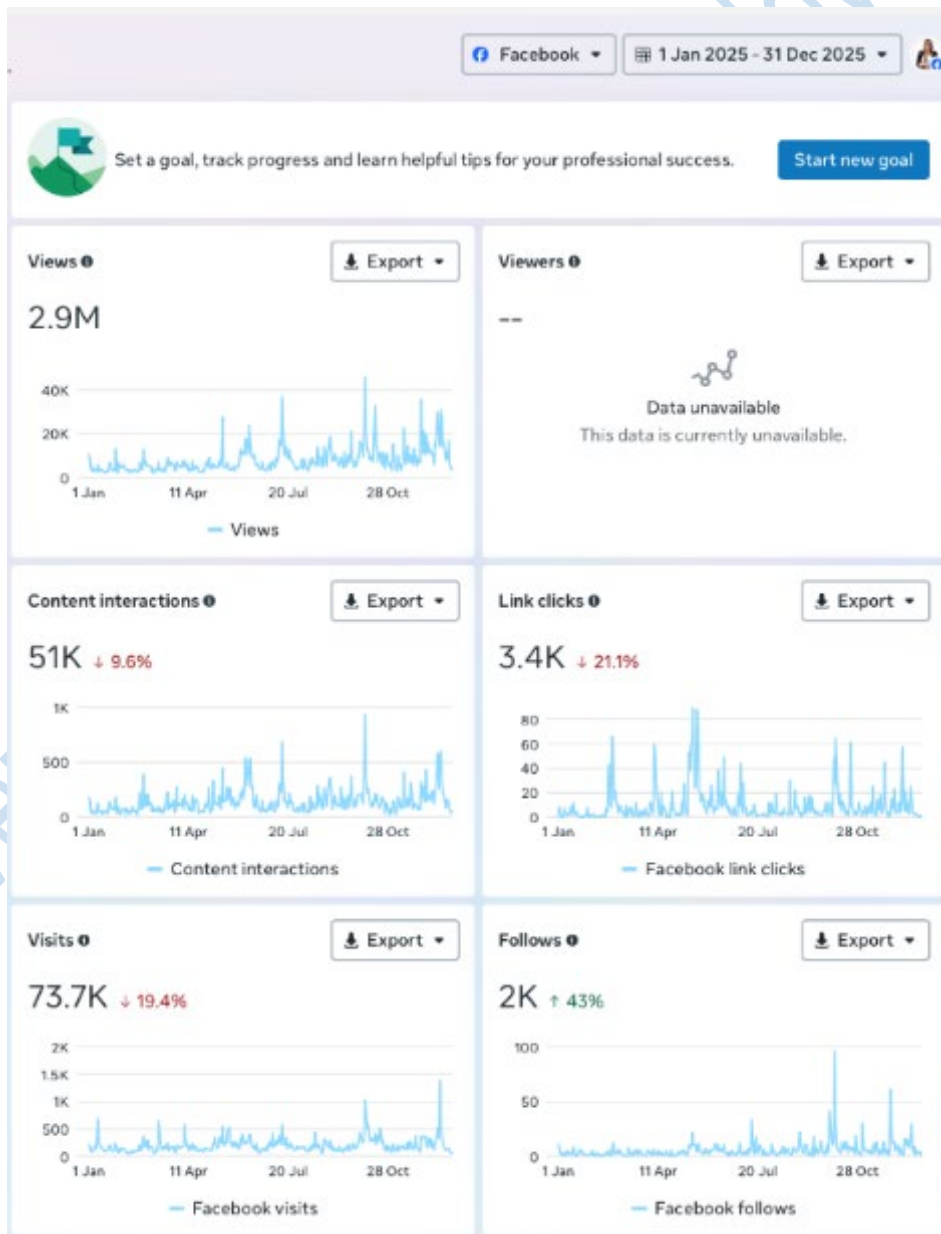 Facebook
1 Jan 2025 - 31 Dec 2025
Set a goal, track progress and learn helpful tips for your professional success.
Start new goal
Views
Export
2.9M
40K
20K
0
1 Jan 11 Apr 20 Jul 28 Oct
Views
Viewers
Export
--
Data unavailable
This data is currently unavailable.
Content interactions
Export
51K ↓ 9.6%
1K
500
0
1 Jan 11 Apr 20 Jul 28 Oct
Content interactions
Link clicks
Export
3.4K ↓ 21.1%
80
60
40
20
0
1 Jan 11 Apr 20 Jul 28 Oct
Facebook link clicks
Visits
Export
73.7K ↓ 19.4%
2K
1.5K
1K
500
0
1 Jan 11 Apr 20 Jul 28 Oct
Facebook visits
Follows
Export
2K ↑ 43%
100
50
0
1 Jan 11 Apr 20 Jul 28 Oct
Facebook follows